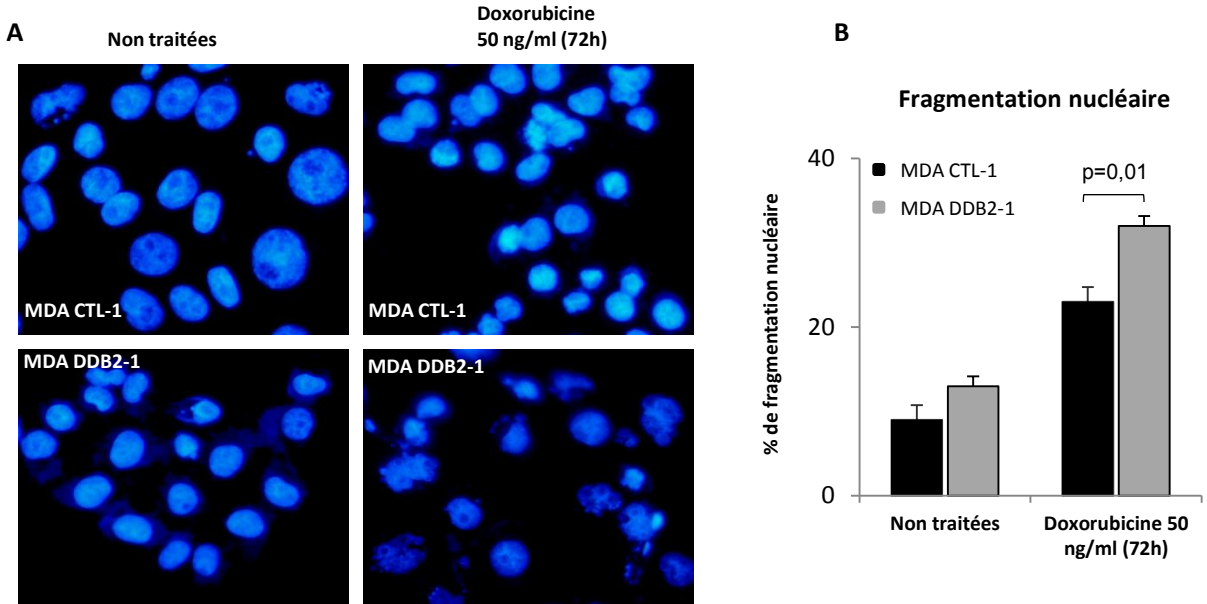 A
Non traitées
Doxorubicine
50 ng/ml (72h)
MDA CTL-1
MDA CTL-1
MDA DDB2-1
MDA DDB2-1
B
Fragmentation nucléaire
% de fragmentation nucléaire
40
20
0
MDA CTL-1
MDA DDB2-1
p=0,01
Non traitées
Doxorubicine 50
ng/ml (72h)